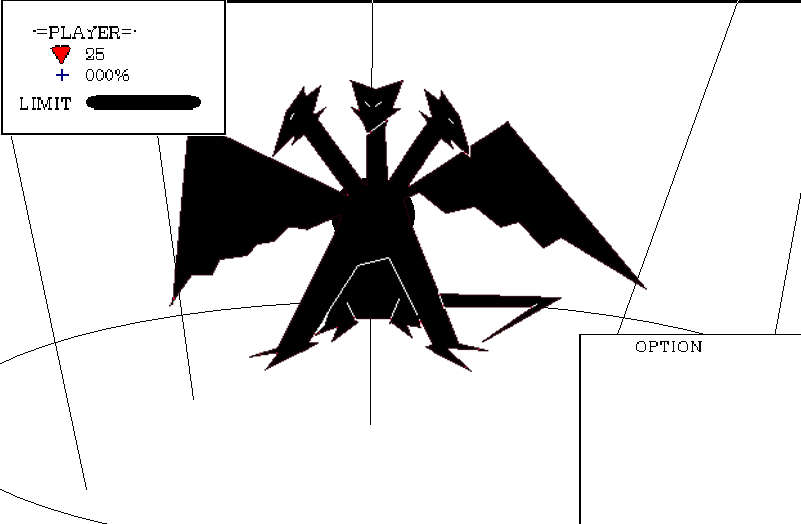 ·=PLAYER=·
25
+ 000%
LIMIT
OPTION